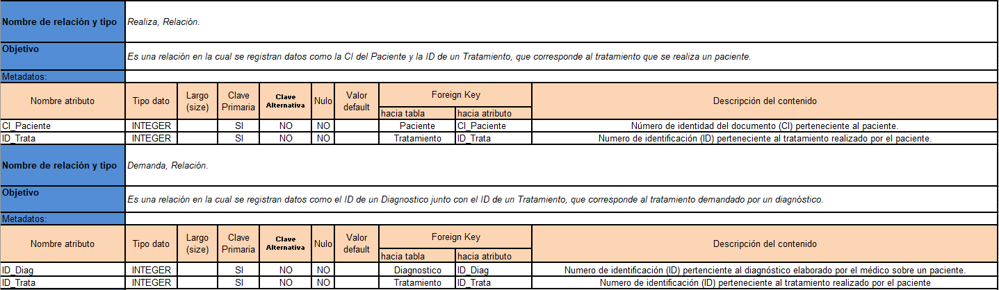 Nombre de relación y tipo Realiza, Relación.
Objetivo
Es una relación en la cual se registran datos como la CI del Paciente y la ID de un Tratamiento, que corresponde al tratamiento que se realiza un paciente.
Metadatos:
Nombre atributo Tipo dato Largo (size) Clave Primaria Clave Alternativa Nulo Valor default Foreign Key Descripción del contenido
hacia tabla hacia atributo
CI_Paciente INTEGER SI NO NO Paciente CI_Paciente Número de identidad del documento (CI) perteneciente al paciente.
ID_Trata INTEGER SI NO NO Tratamiento ID_Trata Numero de identificación (ID) perteneciente al tratamiento realizado por el paciente.
Nombre de relación y tipo Demanda, Relación.
Objetivo
Es una relación en la cual se registran datos como el ID de un Diagnostico junto con el ID de un Tratamiento, que corresponde al tratamiento demandado por un diagnóstico.
Metadatos:
Nombre atributo Tipo dato Largo (size) Clave Primaria Clave Alternativa Nulo Valor default Foreign Key Descripción del contenido
hacia tabla hacia atributo
ID_Diag INTEGER SI NO NO Diagnostico ID_Diag Numero de identificación (ID) pertenciente al diagnóstico elaborado por el médico sobre un paciente.
ID_Trata INTEGER SI NO NO Tratamiento ID_Trata Numero de identificación (ID) perteneciente al tratamiento realizado por el paciente